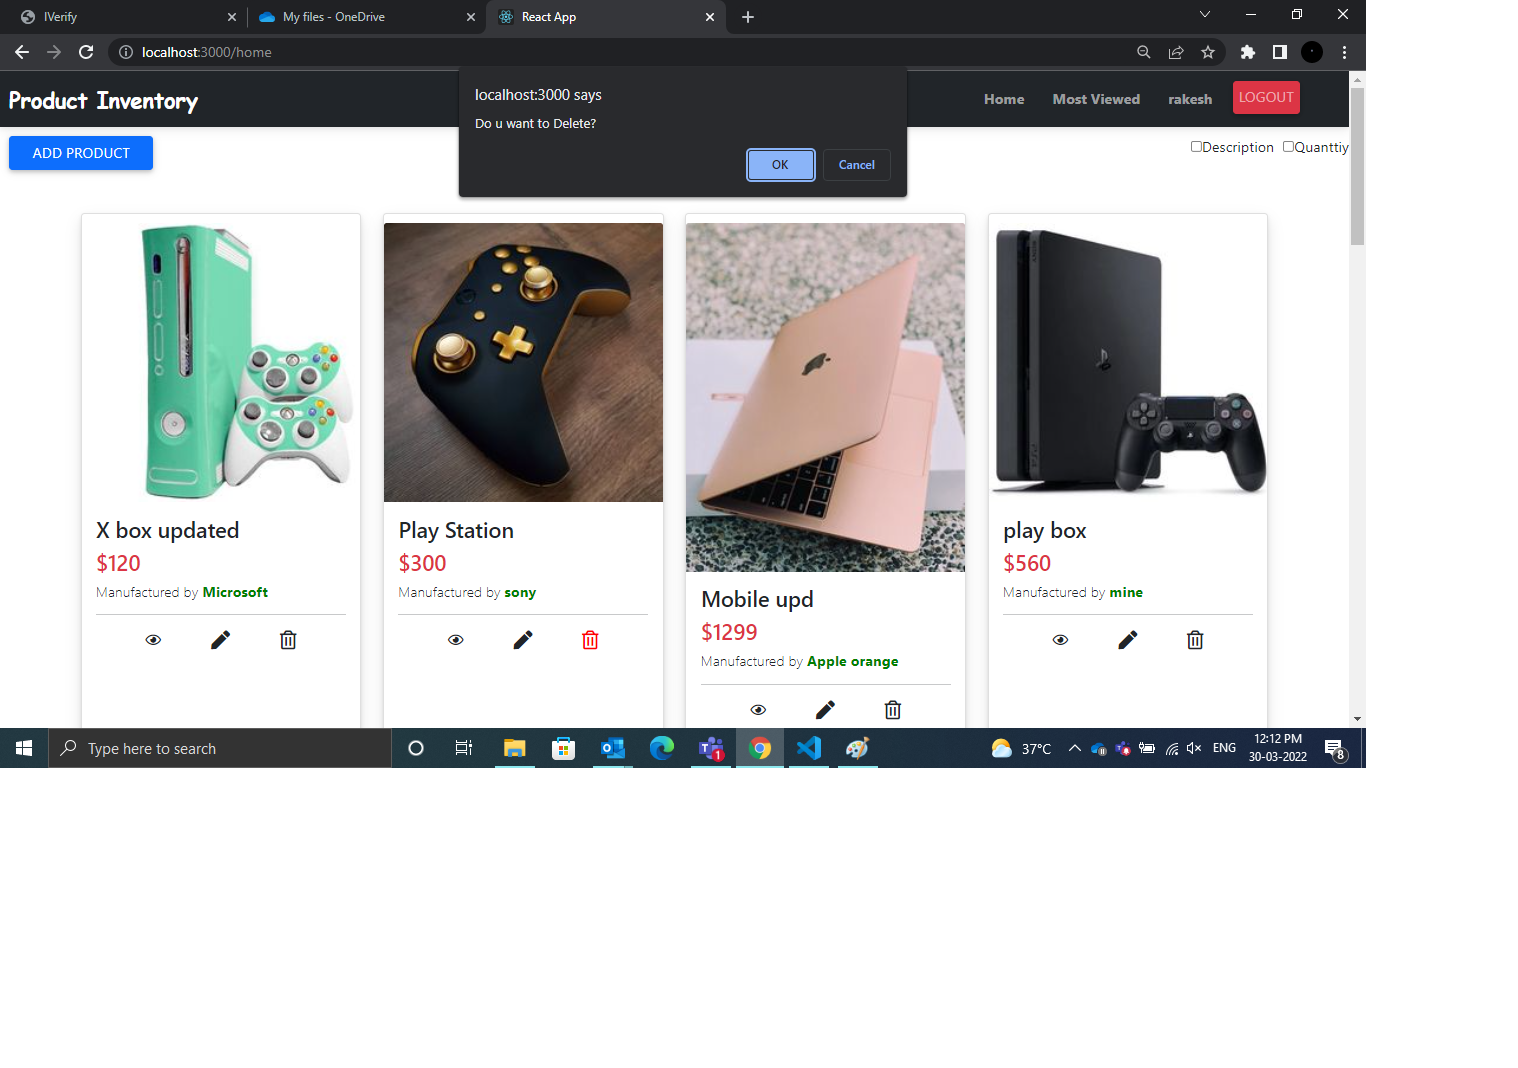 IVerify
My files - OneDrive
React App
localhost:3000/home
Product Inventory
Home
Most Viewed
rakesh
LOGOUT
localhost:3000 says
Do u want to Delete?
OK
Cancel
ADD PRODUCT
Description
Quanttiy
X box updated
$120
Manufactured by Microsoft
Play Station
$300
Manufactured by sony
Mobile upd
$1299
Manufactured by Apple orange
play box
$560
Manufactured by mine
Type here to search
1
37°C
ENG
12:12 PM
30-03-2022
8